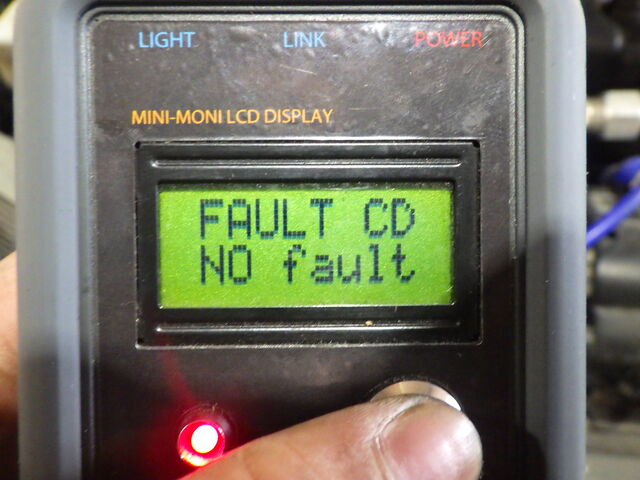 LIGHT LINK POWER
MINI-MONI LCD DISPLAY
FAULT CD
NO fault